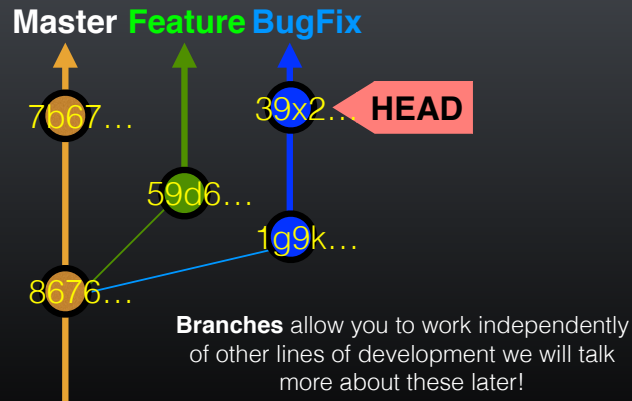 Master Feature BugFix
7b67…
39x2…
HEAD
59d6…
1g9k…
8676…
Branches allow you to work independently
of other lines of development we will talk
more about these later!